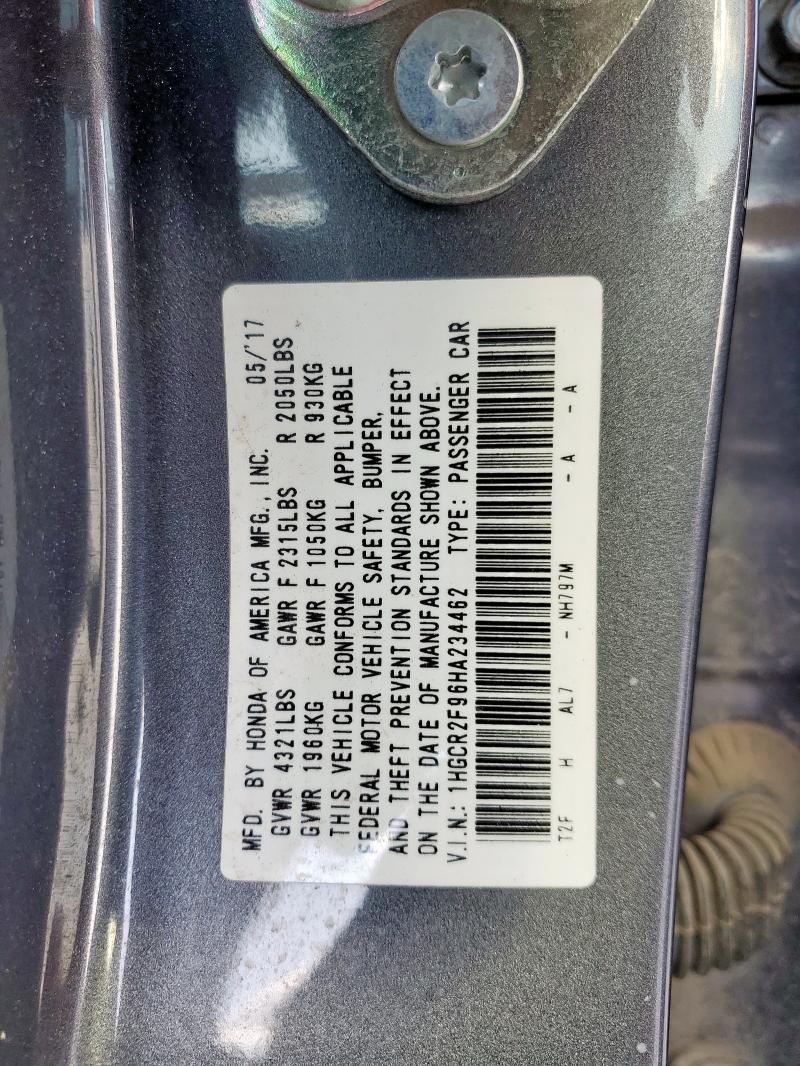 MFD. BY HONDA OF AMERICA MFG., INC. 05/'17
GVWR 4321LBS GAWR F 2315LBS R 2050LBS
GVWR 1960KG GAWR F 1050KG R 930KG
THIS VEHICLE CONFORMS TO ALL APPLICABLE
FEDERAL MOTOR VEHICLE SAFETY, BUMPER,
AND THEFT PREVENTION STANDARDS IN EFFECT
ON THE DATE OF MANUFACTURE SHOWN ABOVE.
V.I.N.: 1HGCR2F96HA234462 TYPE: PASSENGER CAR
T2F H AL7 - NH797M - A - A